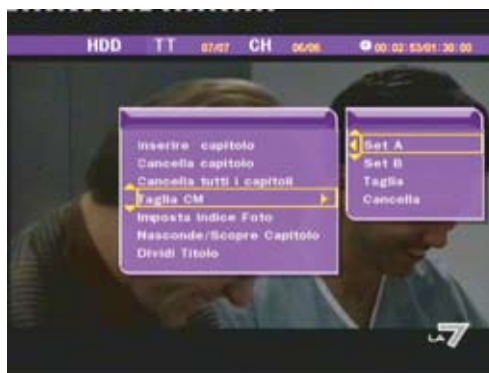 HDD TT 07/07 CH 06/06 00:02:53/01:30:00
Inserire capitolo
Cancella capitolo
Cancella tutti i capitoli
Taglia CM
Imposta Indice Foto
Nasconde/Scopre Capitolo
Dividi Titolo
Set A
Set B
Taglia
Cancella
LA7